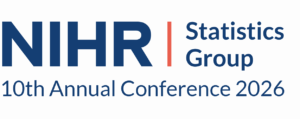 NIHR | Statistics
Group
10th Annual Conference 2026